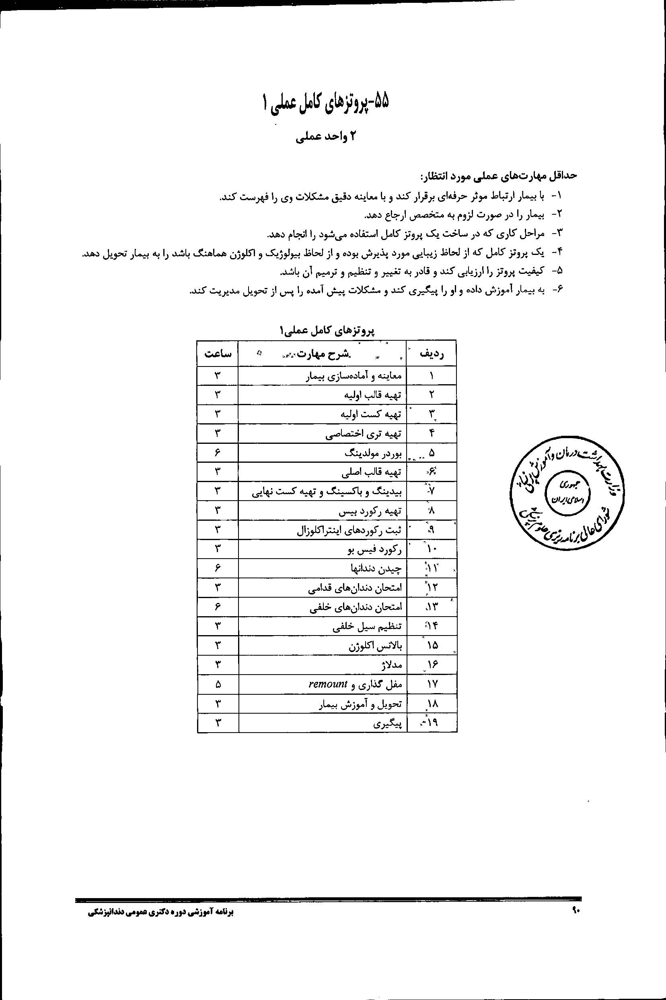 ۵۵-پروتزهای کامل عملی ۱
۲ واحد عملی
حداقل مهارت‌های عملی مورد انتظار:
۱- با بیمار ارتباط موثر حرفه‌ای برقرار کند و با معاینه دقیق مشکلات وی را فهرست کند.
۲- بیمار را در صورت لزوم به متخصص ارجاع دهد.
۳- مراحل کاری که در ساخت یک پروتز کامل استفاده می‌شود را انجام دهد.
۴- یک پروتز کامل که از لحاظ زیبایی مورد پذیرش بوده و از لحاظ بیولوژیک و اکلوژن هماهنگ باشد را به بیمار تحویل دهد.
۵- کیفیت پروتز را ارزیابی کند و قادر به تغییر و تنظیم و ترمیم آن باشد.
۶- به بیمار آموزش داده و او را پیگیری کند و مشکلات پیش آمده را پس از تحویل مدیریت کند.
پروتزهای کامل عملی۱
ردیف شرح مهارت ساعت
۱ معاینه و آماده‌سازی بیمار ۳
۲ تهیه قالب اولیه ۳
۳ تهیه کست اولیه ۳
۴ تهیه تری اختصاصی ۳
۵ بوردر مولدینگ ۶
۶ تهیه قالب اصلی ۳
۷ بیدینگ و باکسینگ و تهیه کست نهایی ۳
۸ تهیه رکورد بیس ۳
۹ ثبت رکوردهای اینتراکلوزال ۳
۱۰ رکورد فیس بو ۳
۱۱ چیدن دندانها ۶
۱۲ امتحان دندان‌های قدامی ۳
۱۳ امتحان دندان‌های خلفی ۶
۱۴ تنظیم سیل خلفی ۳
۱۵ بالانس اکلوژن ۳
۱۶ مدلاژ ۳
۱۷ مفل گذاری و remount ۵
۱۸ تحویل و آموزش بیمار ۳
۱۹ پیگیری ۳
وزارت بهداشت درمان و آموزش پزشکی
جمهوری
اسلامی ایران
شورای عالی برنامه‌ریزی علوم پزشکی
۹۰
برنامه آموزشی دوره دکتری عمومی دندانپزشکی